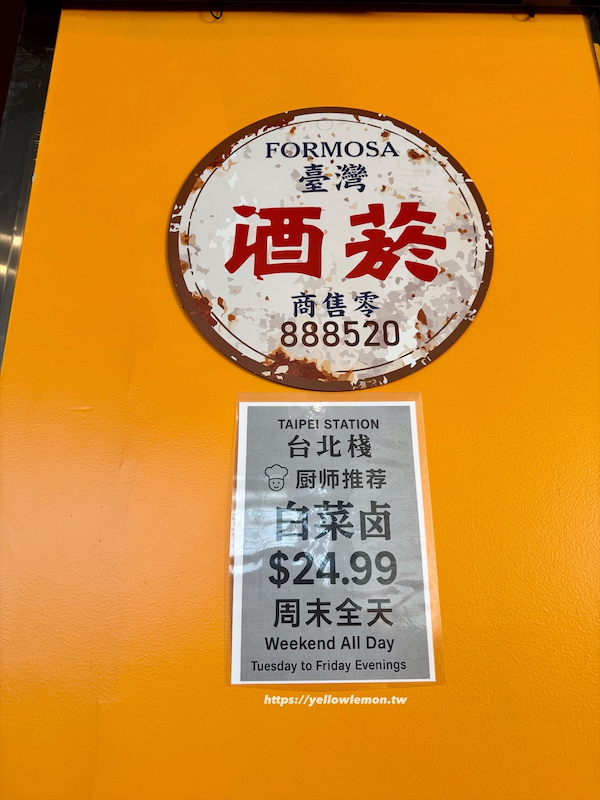 FORMOSA
臺灣
酒菸
商售零
888520
TAIPEI STATION
台北棧
厨师推荐
白菜卤
$24.99
周末全天
Weekend All Day
Tuesday to Friday Evenings
https://yellowlemon.tw